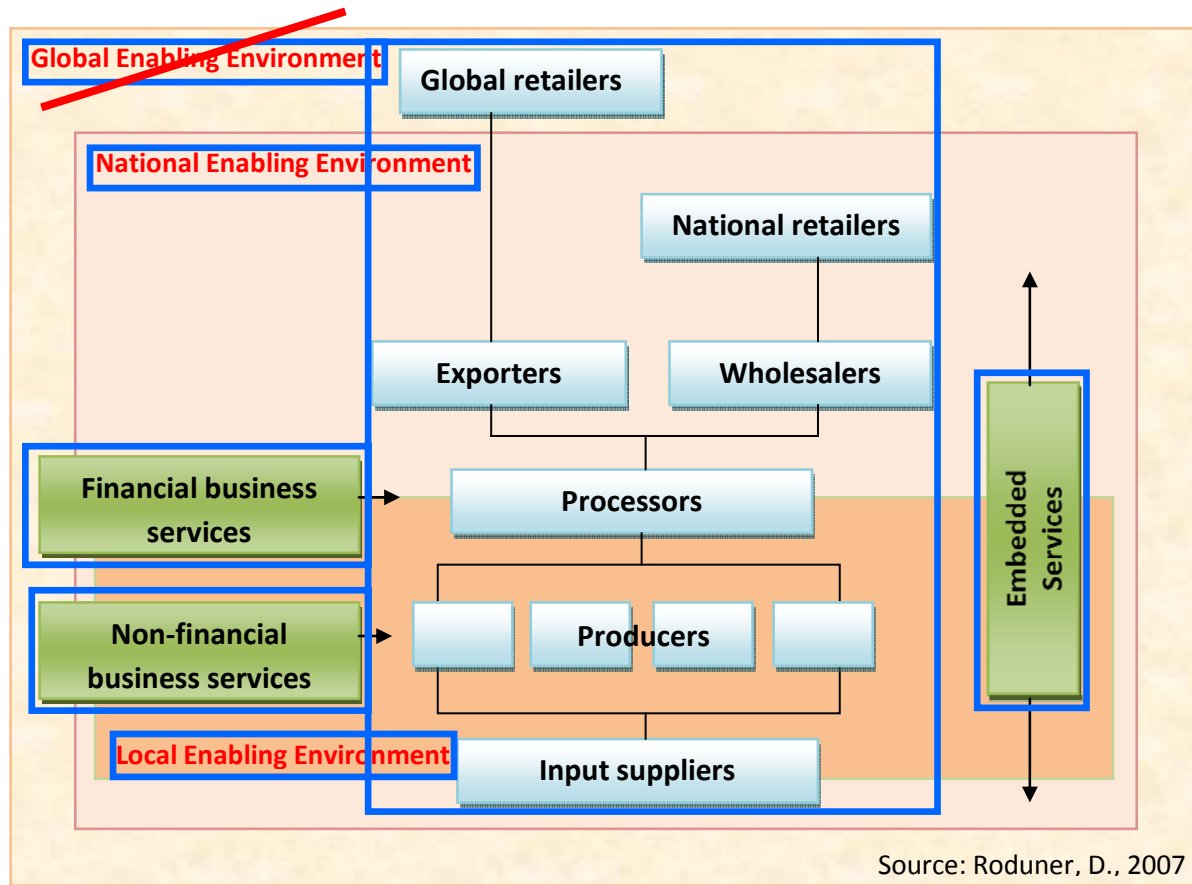 Global Enabling Environment
Global retailers
National Enabling Environment
National retailers
Exporters
Wholesalers
Financial business
services
Processors
Embedded
Services
Non-financial
business services
Producers
Local Enabling Environment
Input suppliers
Source: Roduner, D., 2007